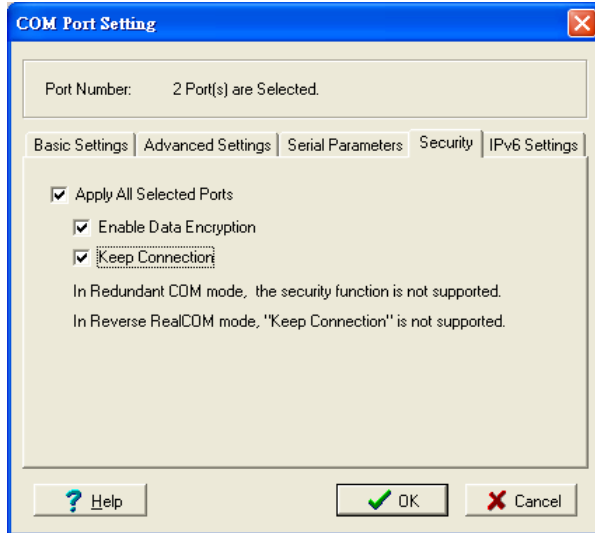 COM Port Setting
Port Number: 2 Port(s) are Selected.
Basic Settings Advanced Settings Serial Parameters Security IPv6 Settings
Apply All Selected Ports
Enable Data Encryption
Keep Connection
In Redundant COM mode, the security function is not supported.
In Reverse RealCOM mode, "Keep Connection" is not supported.
Help OK Cancel